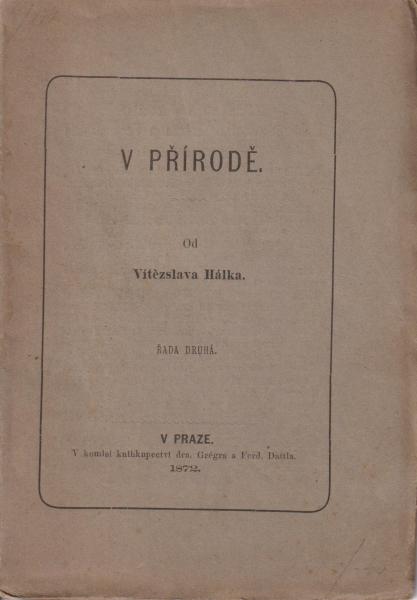 V PŘÍRODĚ.
Od
Vítězslava Hálka.
ŘADA DRUHÁ.
V PRAZE.
V komisi knihkupectví dra. Grégra a Ferd. Dattla.
1872.